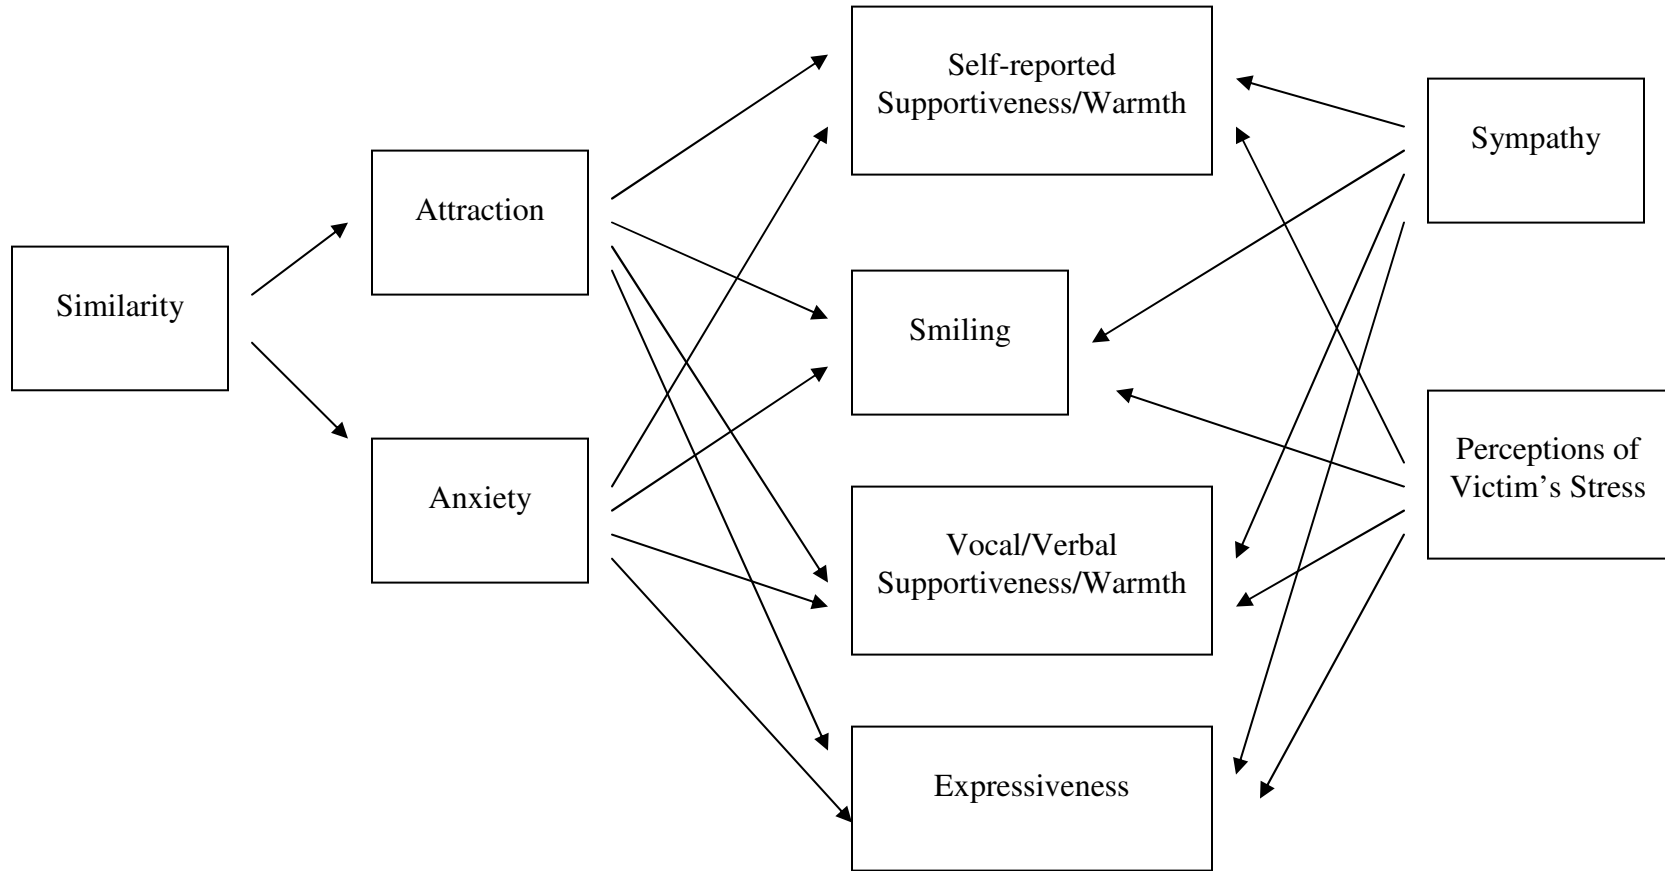 Self-reported
Supportiveness/Warmth
Sympathy
Attraction
Similarity
Smiling
Perceptions of
Victim's Stress
Anxiety
Vocal/Verbal
Supportiveness/Warmth
Expressiveness